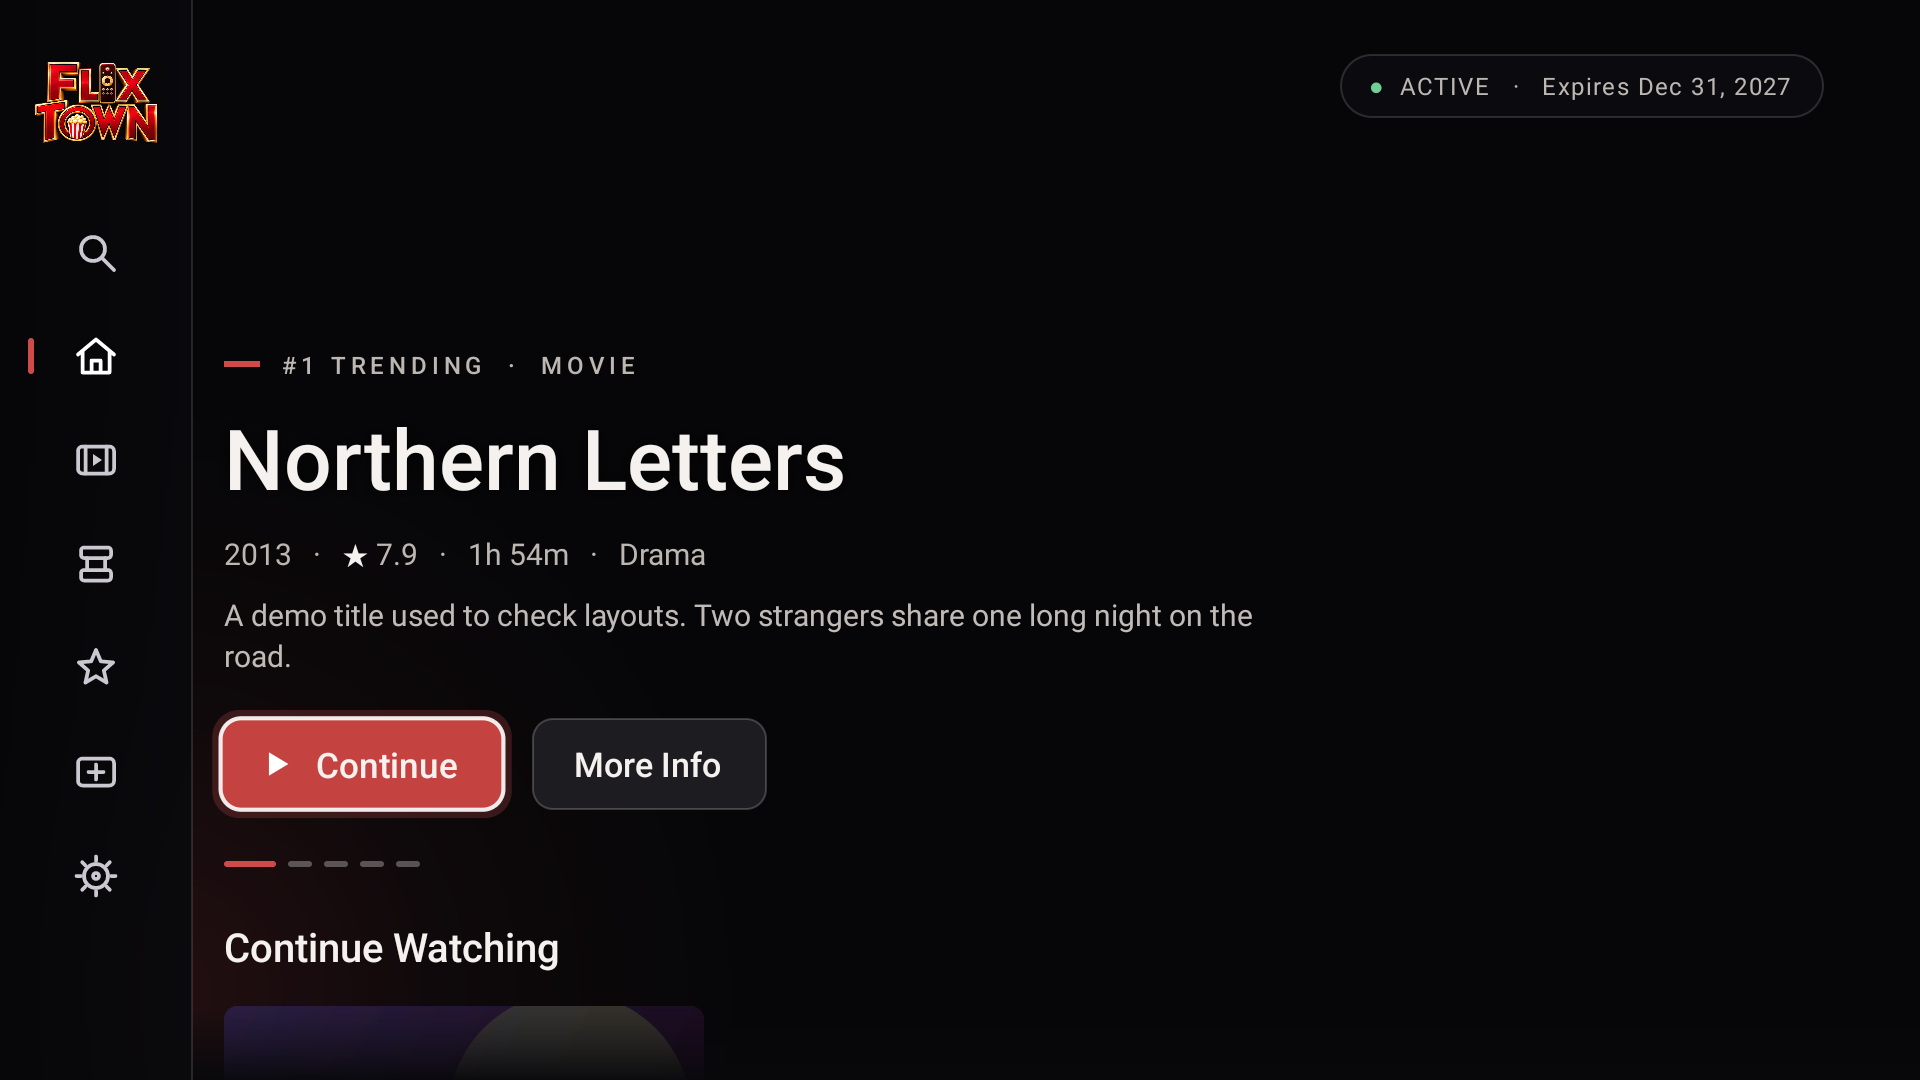 FLIX
TOWN
ACTIVE · Expires Dec 31, 2027
#1 TRENDING · MOVIE
Northern Letters
2013 · ★ 7.9 · 1h 54m · Drama
A demo title used to check layouts. Two strangers share one long night on the
road.
Continue
More Info
Continue Watching